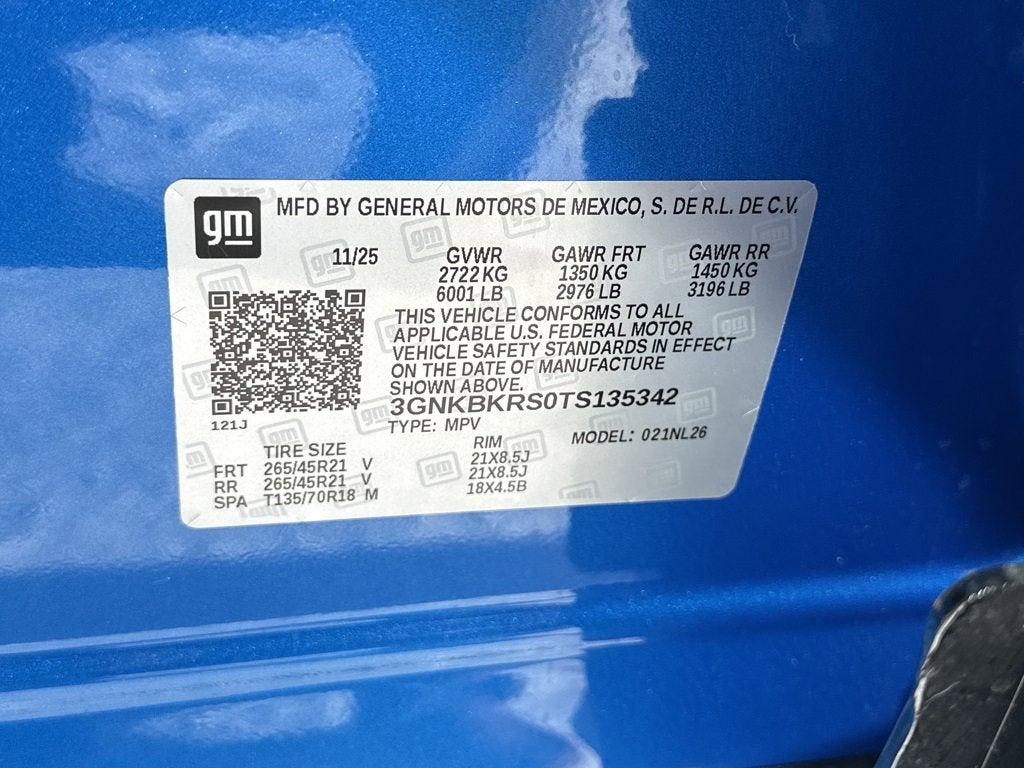 gm
MFD BY GENERAL MOTORS DE MEXICO, S. DE R.L. DE C.V.
11/25 GVWR GAWR FRT GAWR RR
2722 KG 1350 KG 1450 KG
6001 LB 2976 LB 3196 LB
THIS VEHICLE CONFORMS TO ALL
APPLICABLE U.S. FEDERAL MOTOR
VEHICLE SAFETY STANDARDS IN EFFECT
ON THE DATE OF MANUFACTURE
SHOWN ABOVE.
3GNKBKRS0TS135342
121J
TYPE: MPV MODEL: 021NL26
TIRE SIZE RIM
FRT 265/45R21 V 21X8.5J
RR 265/45R21 V 21X8.5J
SPA T135/70R18 M 18X4.5B